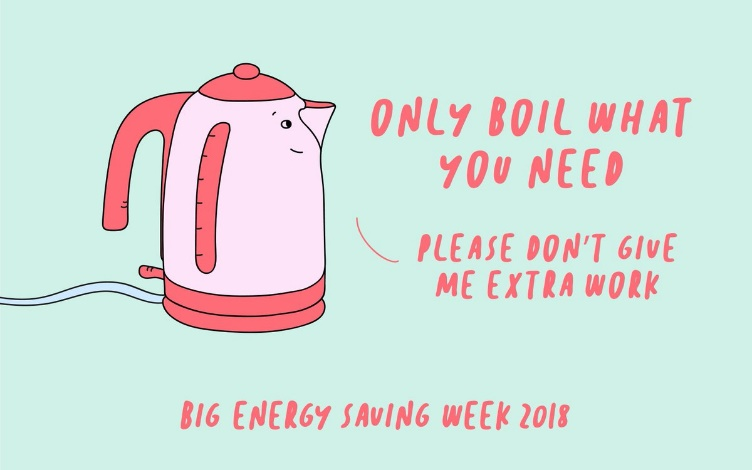 ONLY BOIL WHAT
YOU NEED
PLEASE DON'T GIVE
ME EXTRA WORK
BIG ENERGY SAVING WEEK 2018